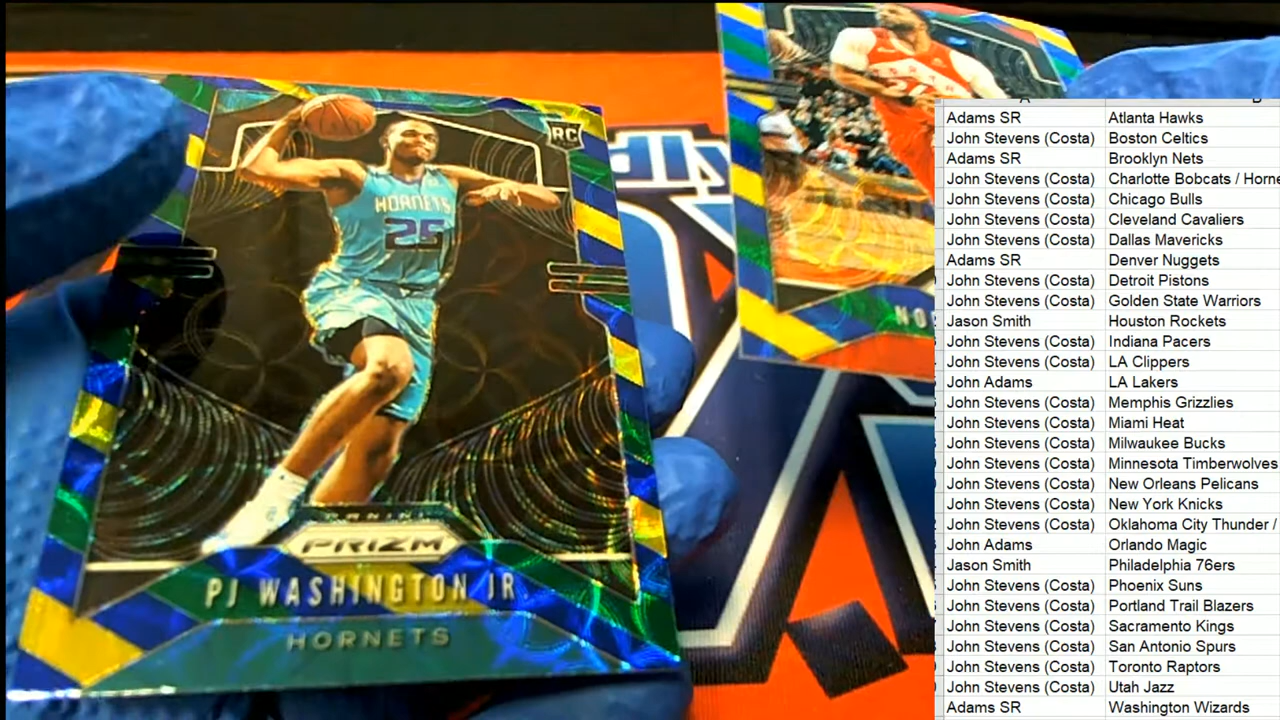 RC
HORNETS
25
PANINI
PRIZM
PJ WASHINGTON JR.
HORNETS
NO
Adams SR Atlanta Hawks
John Stevens (Costa) Boston Celtics
Adams SR Brooklyn Nets
John Stevens (Costa) Charlotte Bobcats / Horne
John Stevens (Costa) Chicago Bulls
John Stevens (Costa) Cleveland Cavaliers
John Stevens (Costa) Dallas Mavericks
Adams SR Denver Nuggets
John Stevens (Costa) Detroit Pistons
John Stevens (Costa) Golden State Warriors
Jason Smith Houston Rockets
John Stevens (Costa) Indiana Pacers
John Stevens (Costa) LA Clippers
John Adams LA Lakers
John Stevens (Costa) Memphis Grizzlies
John Stevens (Costa) Miami Heat
John Stevens (Costa) Milwaukee Bucks
John Stevens (Costa) Minnesota Timberwolves
John Stevens (Costa) New Orleans Pelicans
John Stevens (Costa) New York Knicks
John Stevens (Costa) Oklahoma City Thunder /
John Adams Orlando Magic
Jason Smith Philadelphia 76ers
John Stevens (Costa) Phoenix Suns
John Stevens (Costa) Portland Trail Blazers
John Stevens (Costa) Sacramento Kings
John Stevens (Costa) San Antonio Spurs
John Stevens (Costa) Toronto Raptors
John Stevens (Costa) Utah Jazz
Adams SR Washington Wizards